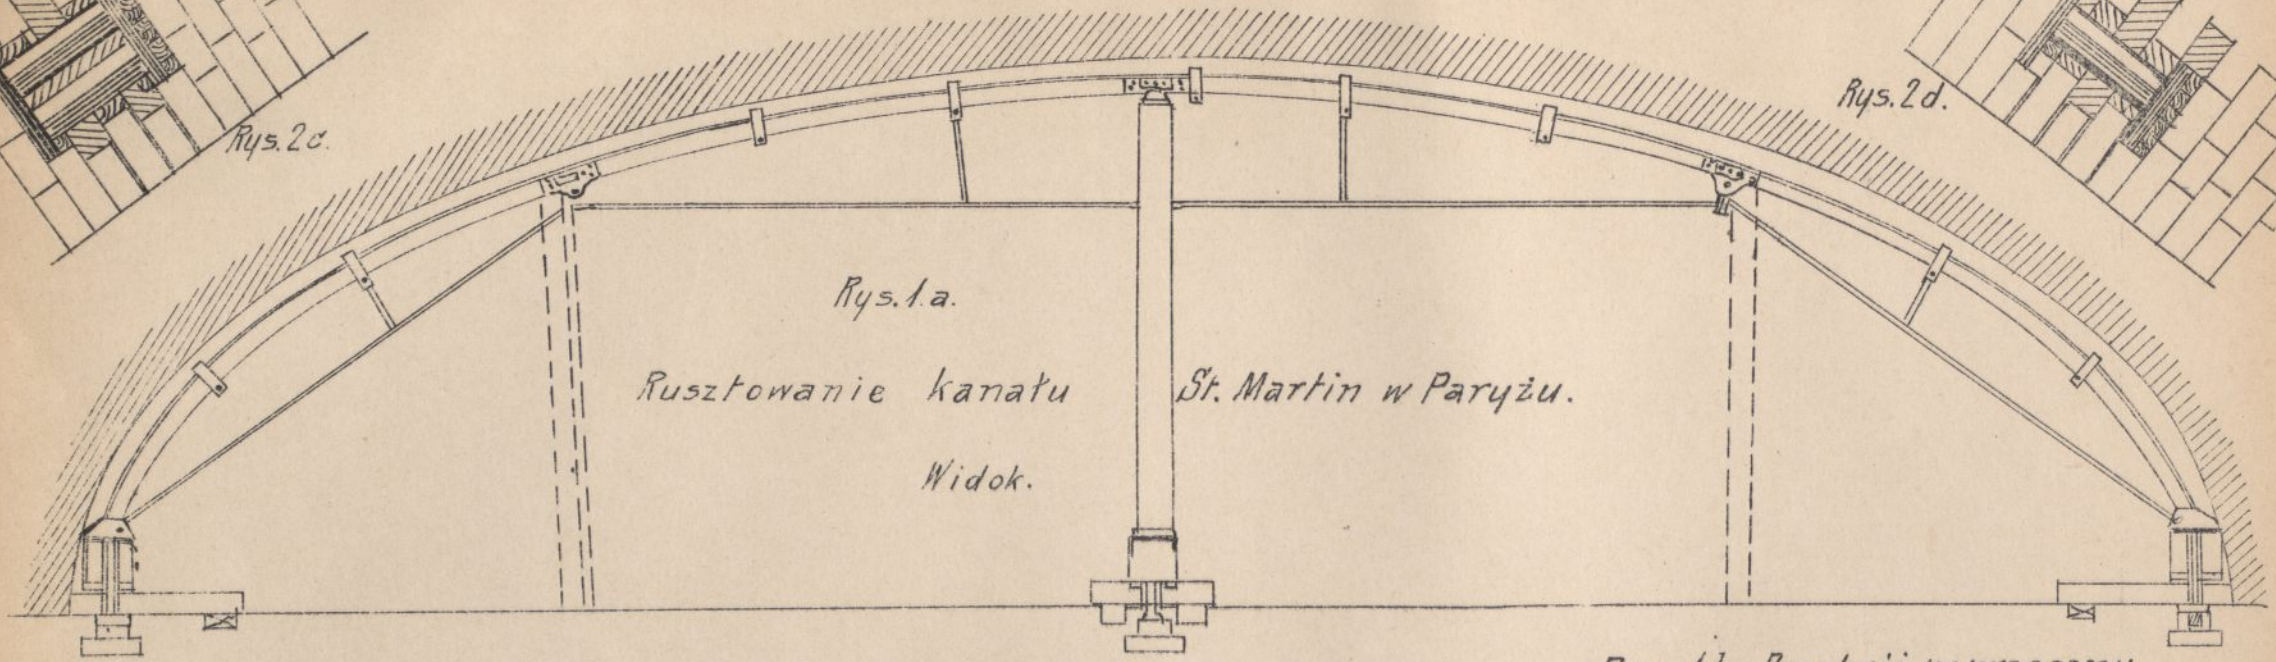 Rys. 2c.
Rys. 2d.
Rys. 1. a.
Rusztowanie kanału St. Martin w Paryżu.
Widok.